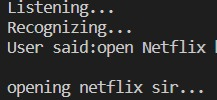 Listening...
Recognizing...
User said:open Netflix
opening netflix sir...